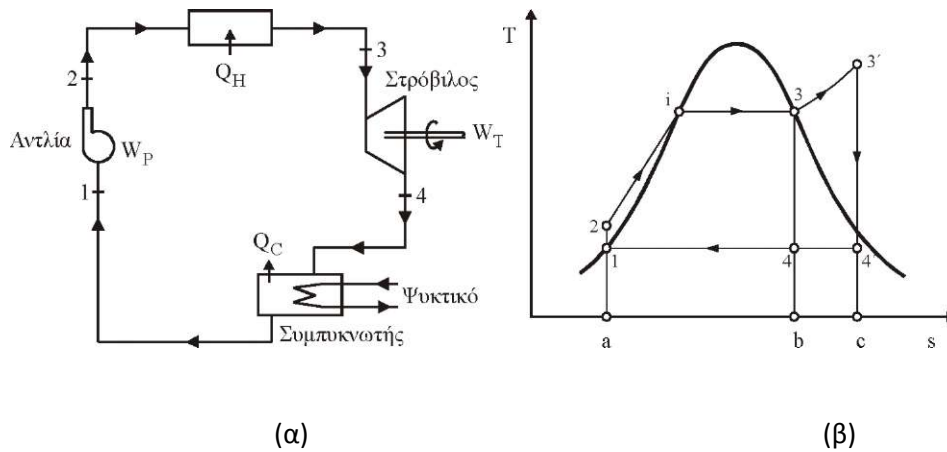 3
2
Q_H
Στρόβιλος
Αντλία
W_P
W_T
1
4
Q_C
Ψυκτικό
Συμπυκνωτής
(α)
T
3΄
i
3
2
1
4
4΄
a
b
c
s
(β)